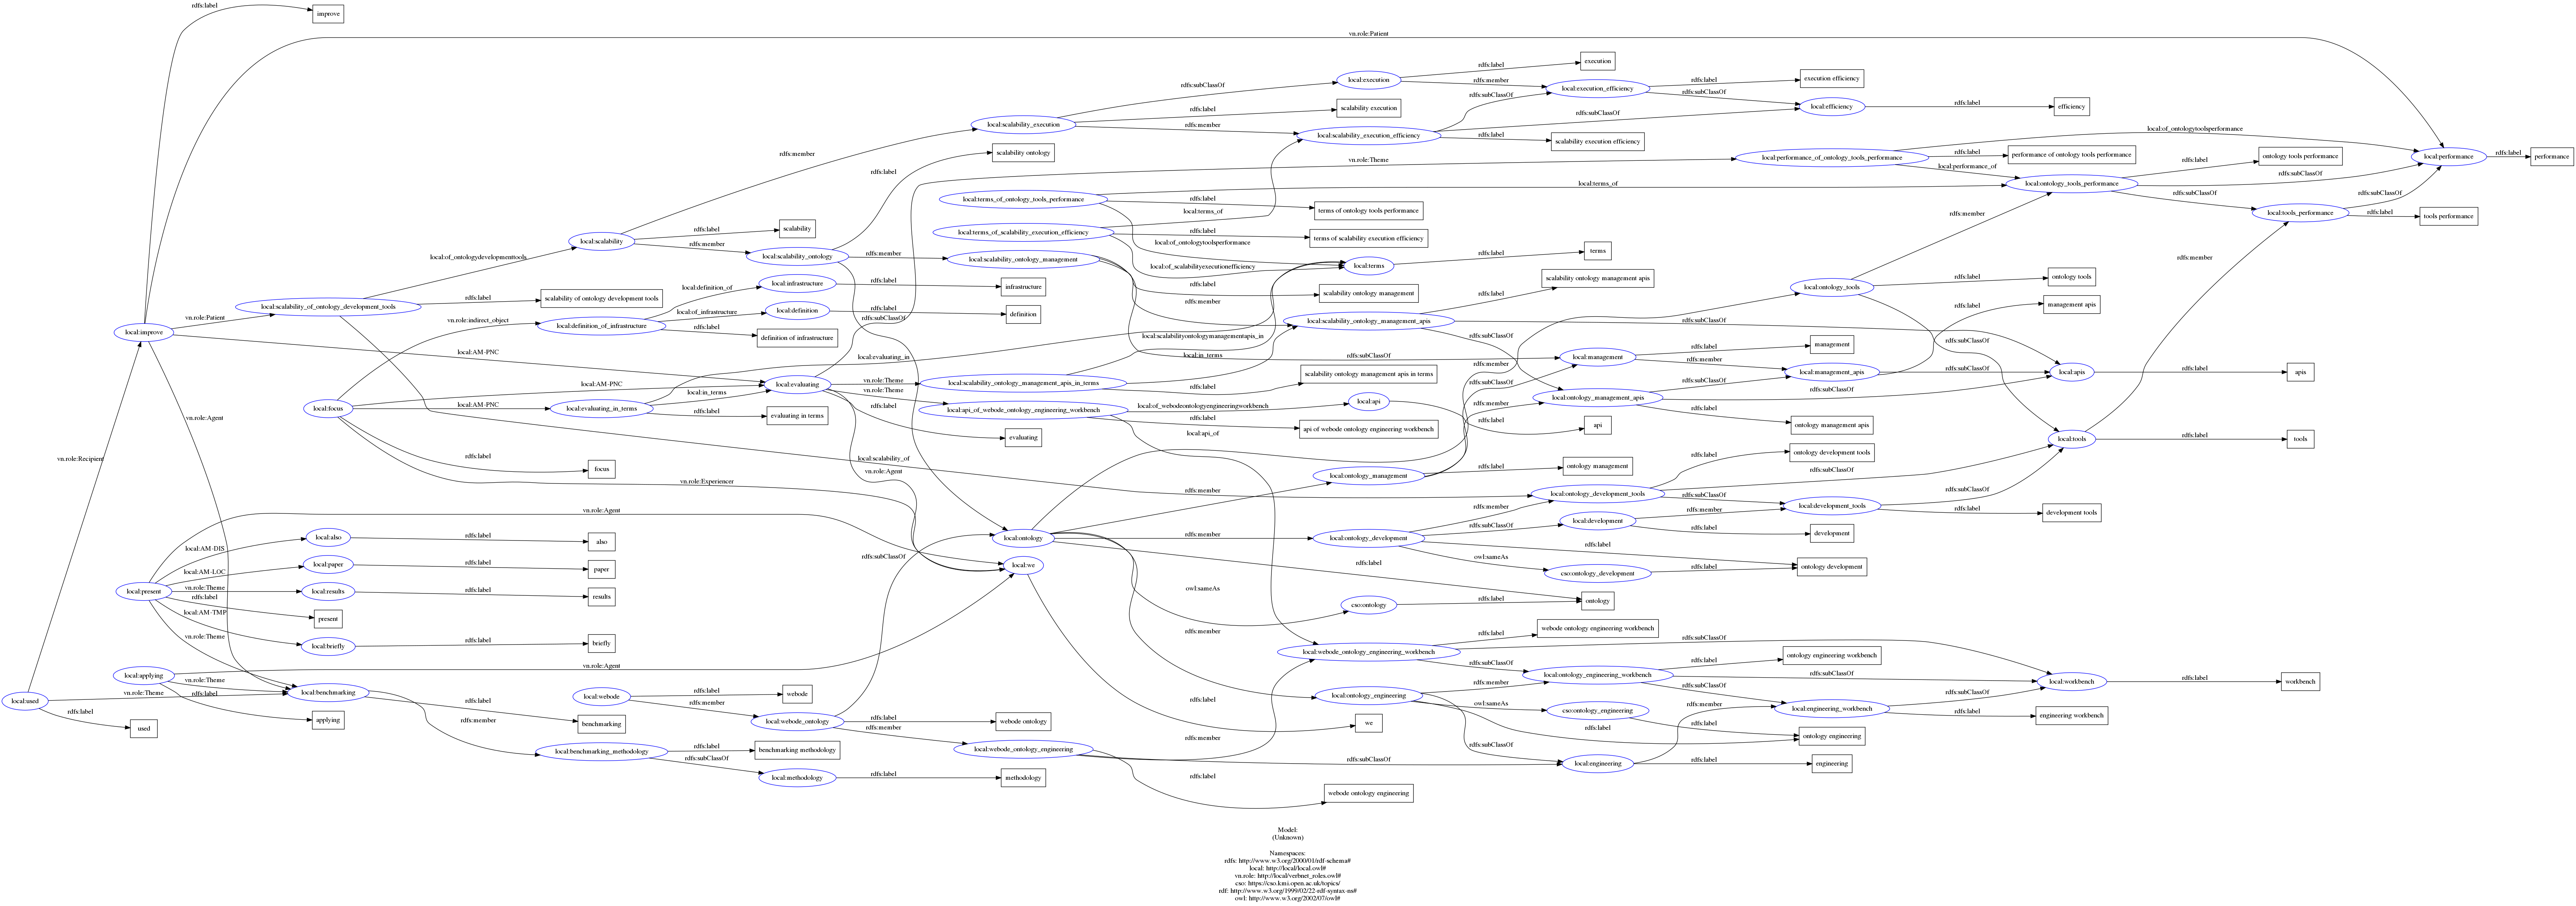 rdfs:label
improve
vn.role:Patient
rdfs:label
execution
rdfs:subClassOf
local:execution
rdfs:member
local:execution_efficiency
rdfs:label
execution efficiency
rdfs:subClassOf
rdfs:subClassOf
local:efficiency
rdfs:label
efficiency
rdfs:label
scalability execution
local:scalability_execution
rdfs:member
local:scalability_execution_efficiency
rdfs:subClassOf
rdfs:label
scalability execution efficiency
local:of_ontologytoolsperformance
rdfs:member
scalability ontology
vn.role:Theme
local:performance_of_ontology_tools_performance
rdfs:label
performance of ontology tools performance
rdfs:label
ontology tools performance
local:performance
rdfs:label
performance
rdfs:label
local:performance_of
local:ontology_tools_performance
rdfs:subClassOf
local:terms_of
local:terms_of_ontology_tools_performance
rdfs:label
terms of ontology tools performance
rdfs:subClassOf
rdfs:subClassOf
local:tools_performance
rdfs:label
tools performance
rdfs:member
local:terms_of
local:terms_of_scalability_execution_efficiency
rdfs:label
terms of scalability execution efficiency
scalability
rdfs:label
local:scalability
rdfs:member
local:of_ontologydevelopmenttools
local:scalability_ontology
rdfs:member
local:scalability_ontology_management
local:of_ontologytoolsperformance
local:of_scalabilityexecutionefficiency
local:terms
rdfs:label
terms
rdfs:member
scalability ontology management apis
rdfs:label
local:infrastructure
rdfs:label
infrastructure
local:definition_of
rdfs:label
scalability ontology management
rdfs:member
local:ontology_tools
rdfs:label
ontology tools
management apis
rdfs:label
local:scalability_of_ontology_development_tools
rdfs:label
scalability of ontology development tools
vn.role:Patient
vn.role:indirect_object
local:definition_of_infrastructure
local:of_infrastructure
local:definition
rdfs:label
definition
rdfs:subClassOf
rdfs:label
definition of infrastructure
local:improve
local:scalability_ontology_management_apis
rdfs:subClassOf
rdfs:subClassOf
local:scalabilityontologymanagementapis_in
rdfs:subClassOf
local:AM-PNC
local:evaluating_in
local:in_terms
rdfs:subClassOf
local:management
rdfs:label
management
rdfs:member
rdfs:member
local:management_apis
rdfs:subClassOf
local:apis
rdfs:label
apis
local:AM-PNC
local:evaluating
vn.role:Theme
local:scalability_ontology_management_apis_in_terms
rdfs:label
scalability ontology management apis in terms
rdfs:subClassOf
rdfs:subClassOf
rdfs:subClassOf
vn.role:Theme
local:in_terms
local:focus
local:AM-PNC
local:evaluating_in_terms
rdfs:label
evaluating in terms
rdfs:label
local:api_of_webode_ontology_engineering_workbench
local:of_webodeontologyengineeringworkbench
local:api
rdfs:member
local:ontology_management_apis
rdfs:label
ontology management apis
rdfs:label
api of webode ontology engineering workbench
rdfs:label
api
vn.role:Agent
local:api_of
evaluating
local:tools
rdfs:label
tools
vn.role:Recipient
local:scalability_of
rdfs:label
focus
vn.role:Agent
local:ontology_management
rdfs:label
ontology management
rdfs:label
ontology development tools
rdfs:subClassOf
vn.role:Experiencer
rdfs:member
local:ontology_development_tools
rdfs:subClassOf
local:development_tools
rdfs:subClassOf
rdfs:label
development tools
vn.role:Agent
rdfs:member
rdfs:member
local:also
rdfs:label
also
local:AM-DIS
local:ontology
rdfs:member
local:ontology_development
rdfs:subClassOf
local:development
rdfs:label
development
rdfs:label
local:paper
rdfs:label
paper
local:AM-LOC
rdfs:subClassOf
local:we
rdfs:label
owl:sameAs
cso:ontology_development
rdfs:label
ontology development
local:present
vn.role:Theme
local:results
rdfs:label
results
rdfs:label
owl:sameAs
cso:ontology
rdfs:label
ontology
local:AM-TMP
present
vn.role:Theme
local:briefly
rdfs:label
briefly
rdfs:member
rdfs:label
webode ontology engineering workbench
local:webode_ontology_engineering_workbench
rdfs:subClassOf
rdfs:subClassOf
vn.role:Agent
local:applying
vn.role:Theme
rdfs:label
local:ontology_engineering_workbench
rdfs:label
ontology engineering workbench
rdfs:subClassOf
local:workbench
rdfs:label
workbench
local:used
vn.role:Theme
local:benchmarking
rdfs:label
benchmarking
local:webode
rdfs:label
webode
rdfs:member
rdfs:label
local:ontology_engineering
rdfs:member
rdfs:subClassOf
rdfs:subClassOf
owl:sameAs
cso:ontology_engineering
rdfs:member
local:engineering_workbench
rdfs:label
engineering workbench
rdfs:label
used
applying
rdfs:member
local:webode_ontology
rdfs:label
webode ontology
we
rdfs:label
rdfs:label
ontology engineering
rdfs:member
rdfs:member
local:benchmarking_methodology
rdfs:label
benchmarking methodology
local:webode_ontology_engineering
rdfs:subClassOf
rdfs:subClassOf
local:engineering
rdfs:label
engineering
rdfs:subClassOf
local:methodology
rdfs:label
methodology
rdfs:label
webode ontology engineering
Model:
(Unknown)
Namespaces:
rdfs: http://www.w3.org/2000/01/rdf-schema#
local: http://local/local.owl#
vn.role: http://local/verbnet_roles.owl#
cso: https://cso.kmi.open.ac.uk/topics/
rdf: http://www.w3.org/1999/02/22-rdf-syntax-ns#
owl: http://www.w3.org/2002/07/owl#